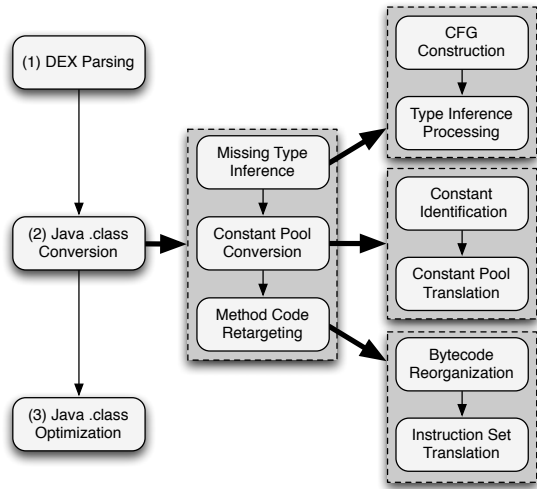 (1) DEX Parsing
(2) Java .class
Conversion
(3) Java .class
Optimization
Missing Type
Inference
Constant Pool
Conversion
Method Code
Retargeting
CFG
Construction
Type Inference
Processing
Constant
Identification
Constant Pool
Translation
Bytecode
Reorganization
Instruction Set
Translation